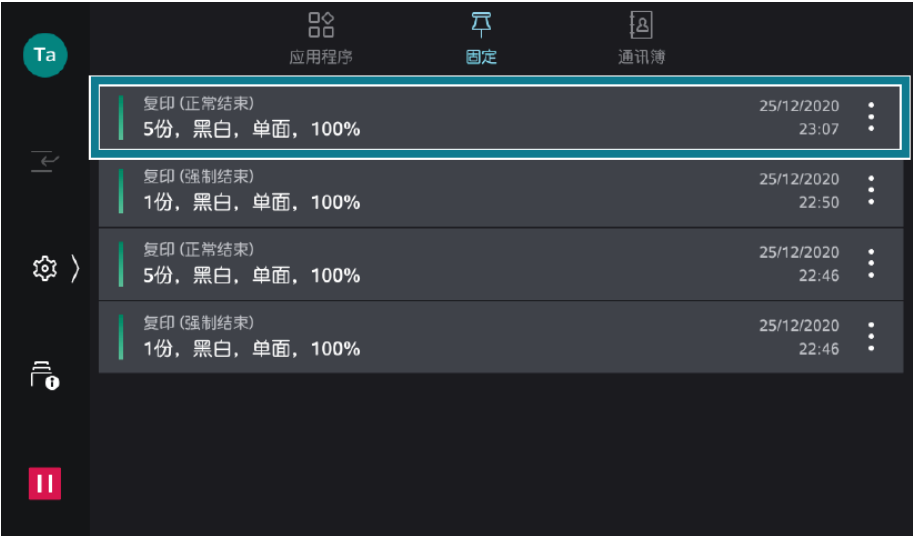 Ta
应用程序
固定
通讯簿
复印 (正常结束)
25/12/2020
5份，黑白，单面，100%
23:07
复印 (强制结束)
25/12/2020
1份，黑白，单面，100%
22:50
复印 (正常结束)
25/12/2020
5份，黑白，单面，100%
22:46
复印 (强制结束)
25/12/2020
1份，黑白，单面，100%
22:46